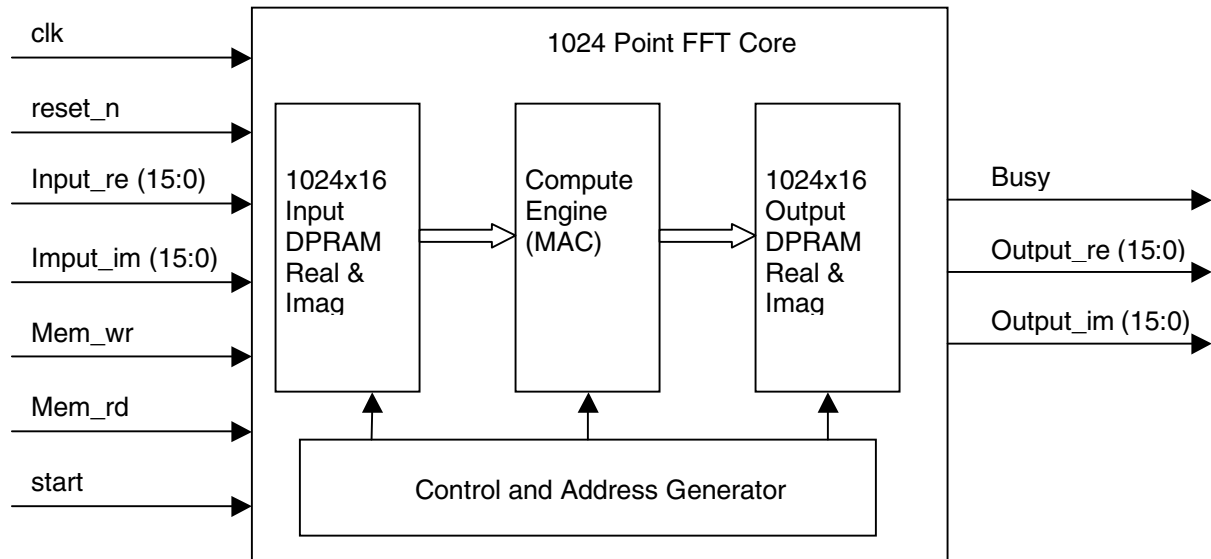 1024 Point FFT Core
clk
reset_n
Input_re (15:0)
Imput_im (15:0)
Mem_wr
Mem_rd
start
1024x16
Input
DPRAM
Real &
Imag
Compute
Engine
(MAC)
1024x16
Output
DPRAM
Real &
Imag
Control and Address Generator
Busy
Output_re (15:0)
Output_im (15:0)